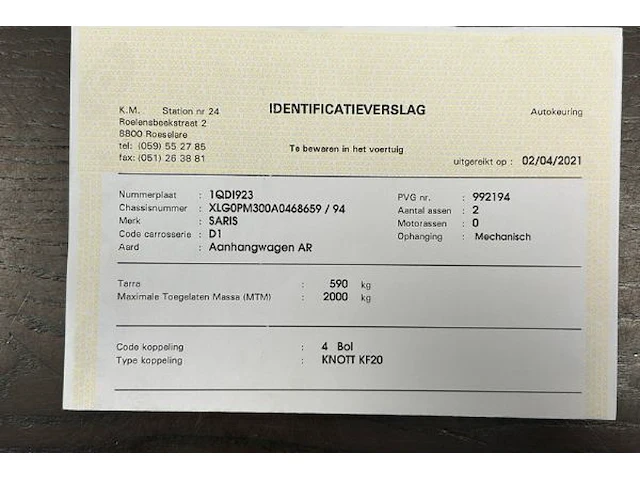 IDENTIFICATIEVERSLAG
Autokeuring
K.M. Station nr 24
Roelensbeekstraat 2
8800 Roeselare
tel: (059) 55 27 85
fax: (051) 26 38 81
Te bewaren in het voertuig
uitgereikt op : 02/04/2021
Nummerplaat : 1QDI923
Chassisnummer : XLG0PM300A0468659 / 94
Merk : SARIS
Code carrosserie : D1
Aard : Aanhangwagen AR
PVG nr. : 992194
Aantal assen : 2
Motorassen : 0
Ophanging : Mechanisch
Tarra : 590 kg
Maximale Toegelaten Massa (MTM) : 2000 kg
Code koppeling : 4 Bol
Type koppeling : KNOTT KF20